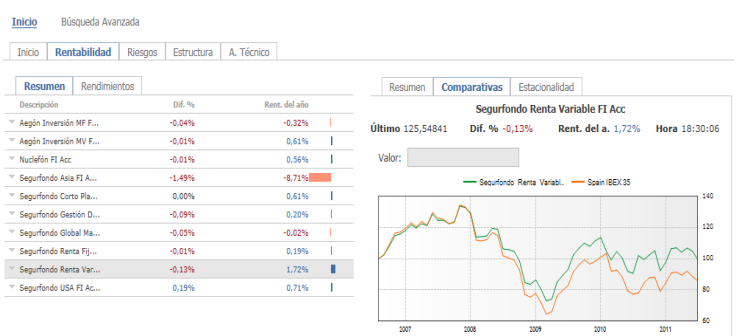 Inicio Búsqueda Avanzada
Inicio Rentabilidad Riesgos Estructura A. Técnico
Resumen Rendimientos
Descripción Dif. % Rent. del año
Aegón Inversión MF F... -0,04% -0,32%
Aegón Inversión MV F... -0,01% 0,61%
Nuclefón FI Acc -0,01% 0,56%
Segurfondo Asia FI A... -1,49% -8,71%
Segurfondo Corto Pla... 0,00% 0,61%
Segurfondo Gestión D... -0,09% 0,20%
Segurfondo Global Ma... -0,05% -0,02%
Segurfondo Renta Fij... -0,01% 0,19%
Segurfondo Renta Var... -0,13% 1,72%
Segurfondo USA FI Ac... 0,19% 0,71%
Resumen Comparativas Estacionalidad
Segurfondo Renta Variable FI Acc
Último 125,54841 Dif. % -0,13% Rent. del a. 1,72% Hora 18:30:06
Valor:
Segurfondo Renta Variabl.. Spain IBEX 35
140
120
100
80
60
2007 2008 2009 2010 2011